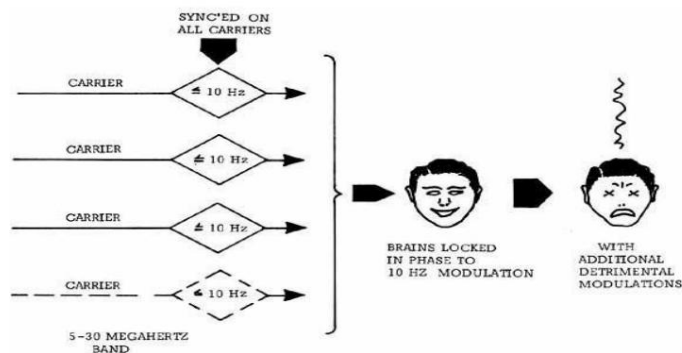 SYNC'ED ON
ALL CARRIERS
CARRIER
≤ 10 Hz
CARRIER
≤ 10 Hz
CARRIER
≤ 10 Hz
CARRIER
≤ 10 Hz
BRAINS LOCKED
IN PHASE TO
10 HZ MODULATION
WITH
ADDITIONAL
DETRIMENTAL
MODULATIONS
5-30 MEGAHERTZ
BAND